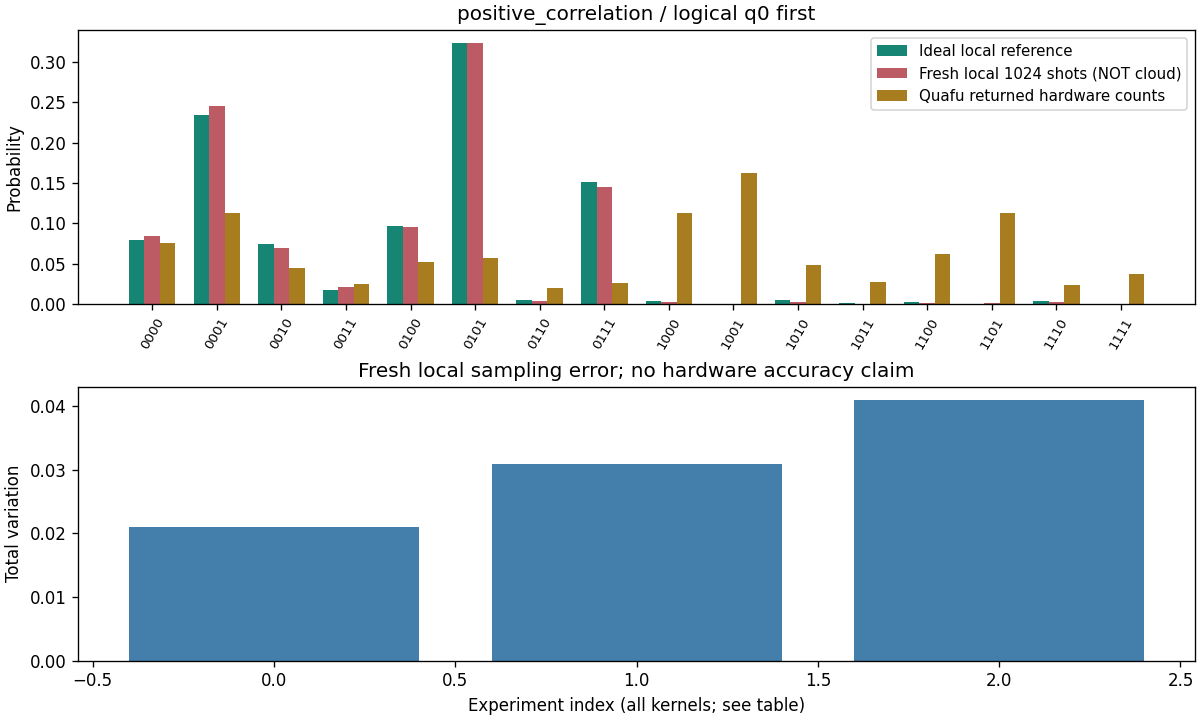 positive_correlation / logical q0 first
Ideal local reference
Fresh local 1024 shots (NOT cloud)
Quafu returned hardware counts
Probability
0.30
0.25
0.20
0.15
0.10
0.05
0.00
0000 0001 0010 0011 0100 0101 0110 0111 1000 1001 1010 1011 1100 1101 1110 1111
Fresh local sampling error; no hardware accuracy claim
Total variation
0.04
0.03
0.02
0.01
0.00
−0.5 0.0 0.5 1.0 1.5 2.0 2.5
Experiment index (all kernels; see table)